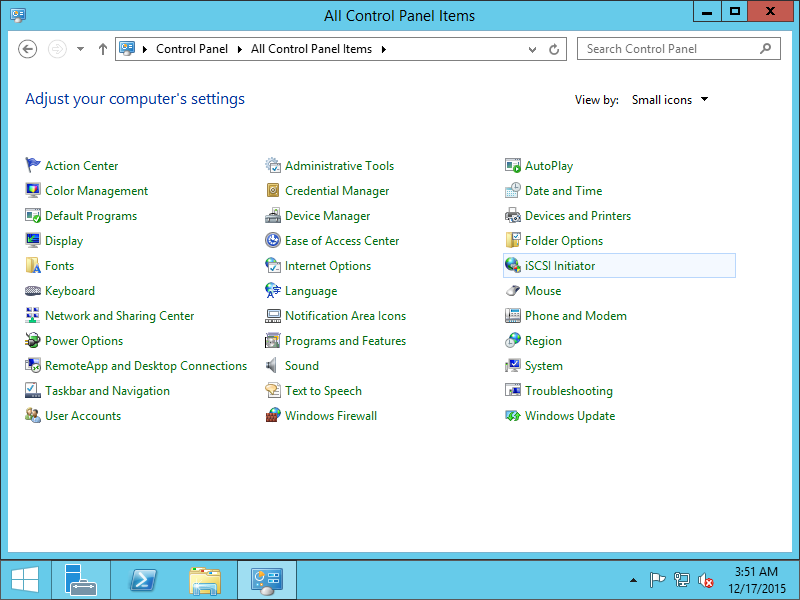 All Control Panel Items
Control Panel All Control Panel Items Search Control Panel
Adjust your computer's settings View by: Small icons
Action Center Administrative Tools AutoPlay
Color Management Credential Manager Date and Time
Default Programs Device Manager Devices and Printers
Display Ease of Access Center Folder Options
Fonts Internet Options iSCSI Initiator
Keyboard Language Mouse
Network and Sharing Center Notification Area Icons Phone and Modem
Power Options Programs and Features Region
RemoteApp and Desktop Connections Sound System
Taskbar and Navigation Text to Speech Troubleshooting
User Accounts Windows Firewall Windows Update
3:51 AM
12/17/2015